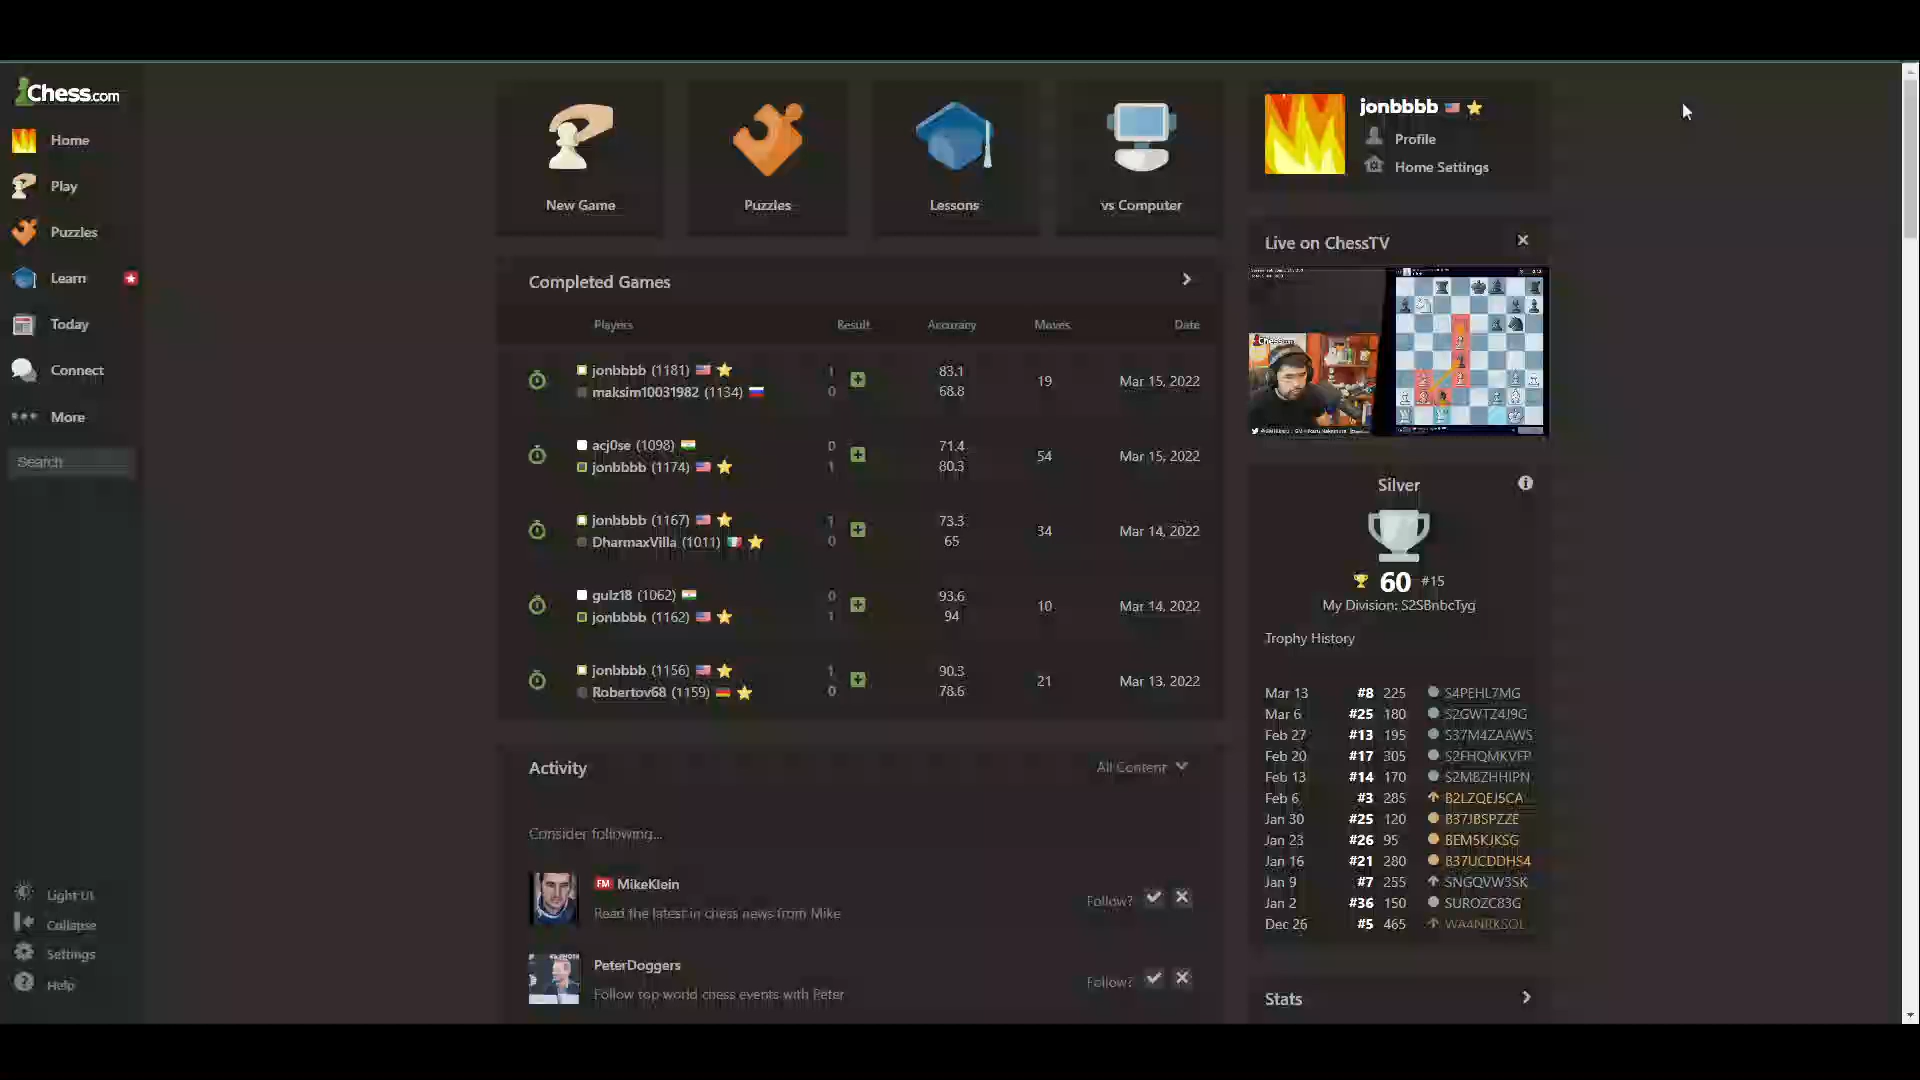 Chess.com
Home
Play
Puzzles
Learn
Today
Connect
More
Search
Light UI
Collapse
Settings
Help
New Game
Puzzles
Lessons
vs Computer
Completed Games
Players Result Accuracy Moves Date
jonbbbb (1181) 1 83.1
maksim10031982 (1134) 0 68.8
19 Mar 15, 2022
acj0se (1098) 0 71.4
jonbbbb (1174) 1 80.3
54 Mar 15, 2022
jonbbbb (1167) 1 73.3
DharmaxVilla (1011) 0 65
34 Mar 14, 2022
gulz18 (1062) 0 93.6
jonbbbb (1162) 1 94
10 Mar 14, 2022
jonbbbb (1156) 1 90.3
Robertov68 (1159) 0 78.6
21 Mar 13, 2022
Activity
All Content
Consider following...
FM MikeKlein
Read the latest in chess news from Mike
Follow?
PeterDoggers
Follow top world chess events with Peter
Follow?
jonbbbb
Profile
Home Settings
Live on ChessTV
Silver
60 #15
My Division: S2SBnbcTyg
Trophy History
Mar 13 #8 225 S4PEHL7MG
Mar 6 #25 180 S2GWTZ4J9G
Feb 27 #13 195 S37M4ZAAWS
Feb 20 #17 305 S2FHQMKVFP
Feb 13 #14 170 S2MBZHHIPN
Feb 6 #3 285 B2LZQEJ5CA
Jan 30 #25 120 B37JBSPZZE
Jan 23 #26 95 BEM5KJKSG
Jan 16 #21 280 B37UCDDHS4
Jan 9 #7 255 SNGQVW3SK
Jan 2 #36 150 SUROZC83G
Dec 26 #5 465 WA4NRKSOL
Stats